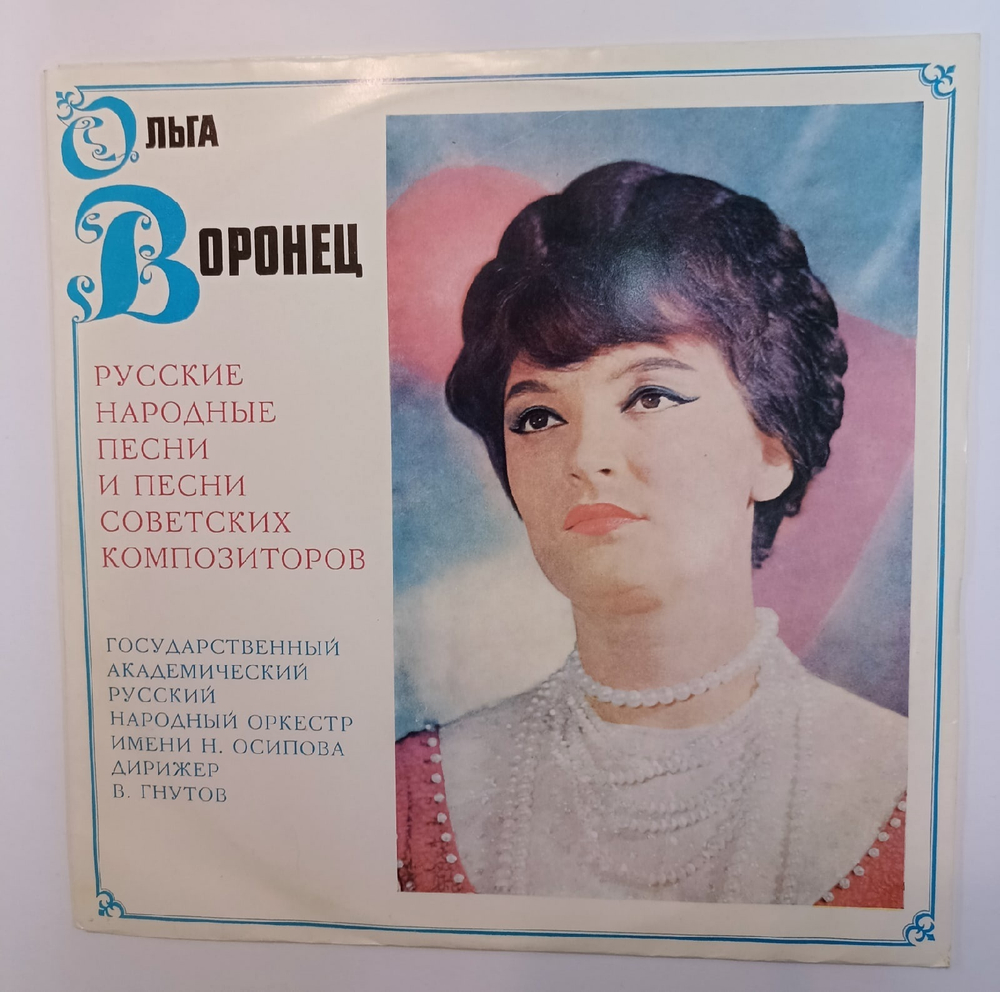 Ольга
Воронец
РУССКИЕ
НАРОДНЫЕ
ПЕСНИ
И ПЕСНИ
СОВЕТСКИХ
КОМПОЗИТОРОВ
ГОСУДАРСТВЕННЫЙ
АКАДЕМИЧЕСКИЙ
РУССКИЙ
НАРОДНЫЙ ОРКЕСТР
ИМЕНИ Н. ОСИПОВА
ДИРИЖЕР
В. ГНУТОВ